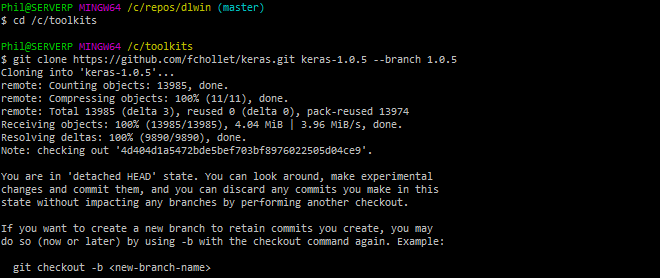 Phil@SERVERP MINGW64 /c/repos/dlwin (master)
$ cd /c/toolkits
Phil@SERVERP MINGW64 /c/toolkits
$ git clone https://github.com/fchollet/keras.git keras-1.0.5 --branch 1.0.5
Cloning into 'keras-1.0.5'...
remote: Counting objects: 13985, done.
remote: Compressing objects: 100% (11/11), done.
remote: Total 13985 (delta 3), reused 0 (delta 0), pack-reused 13974
Receiving objects: 100% (13985/13985), 4.04 MiB | 3.96 MiB/s, done.
Resolving deltas: 100% (9890/9890), done.
Note: checking out '4d404d1a5472bde5bef703bf8976022505d04ce9'.
You are in 'detached HEAD' state. You can look around, make experimental
changes and commit them, and you can discard any commits you make in this
state without impacting any branches by performing another checkout.
If you want to create a new branch to retain commits you create, you may
do so (now or later) by using -b with the checkout command again. Example:
git checkout -b <new-branch-name>